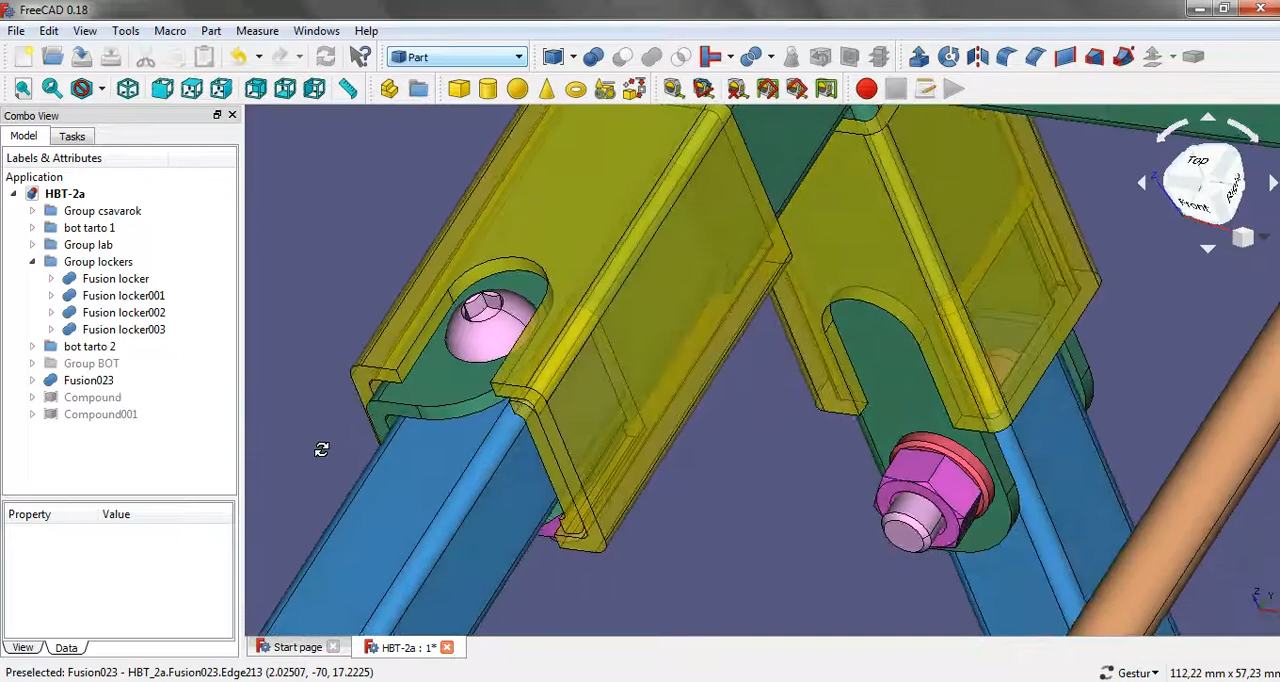 FreeCAD 0.18
File Edit View Tools Macro Part Measure Windows Help
Part
Combo View
Model Tasks
Labels & Attributes
Application
HBT-2a
Group csavarok
bot tarto 1
Group lab
Group lockers
Fusion locker
Fusion locker001
Fusion locker002
Fusion locker003
bot tarto 2
Group BOT
Fusion023
Compound
Compound001
Top
Front
Right
Z
Property Value
View Data
Start page
HBT-2a : 1*
Z Y
Preselected: Fusion023 - HBT_2a.Fusion023.Edge213 (2.02507, -70, 17.2225)
Gestur
112,22 mm x 57,23 mm